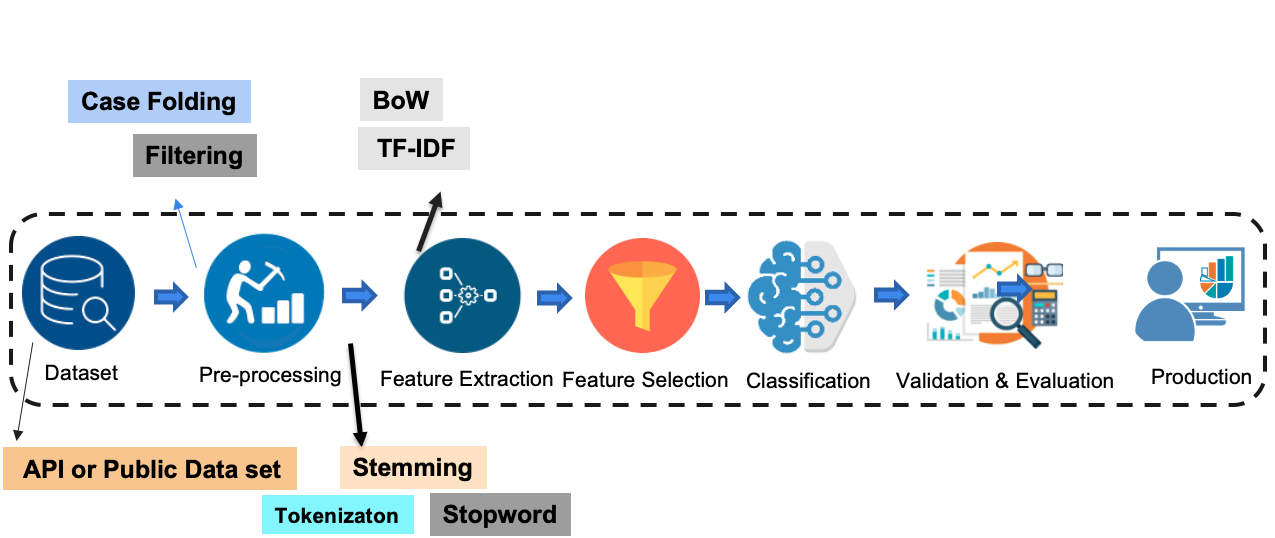 Case Folding
Filtering
BoW
TF-IDF
Dataset
Pre-processing
Feature Extraction
Feature Selection
Classification
Validation & Evaluation
Production
API or Public Data set
Stemming
Tokenizaton
Stopword